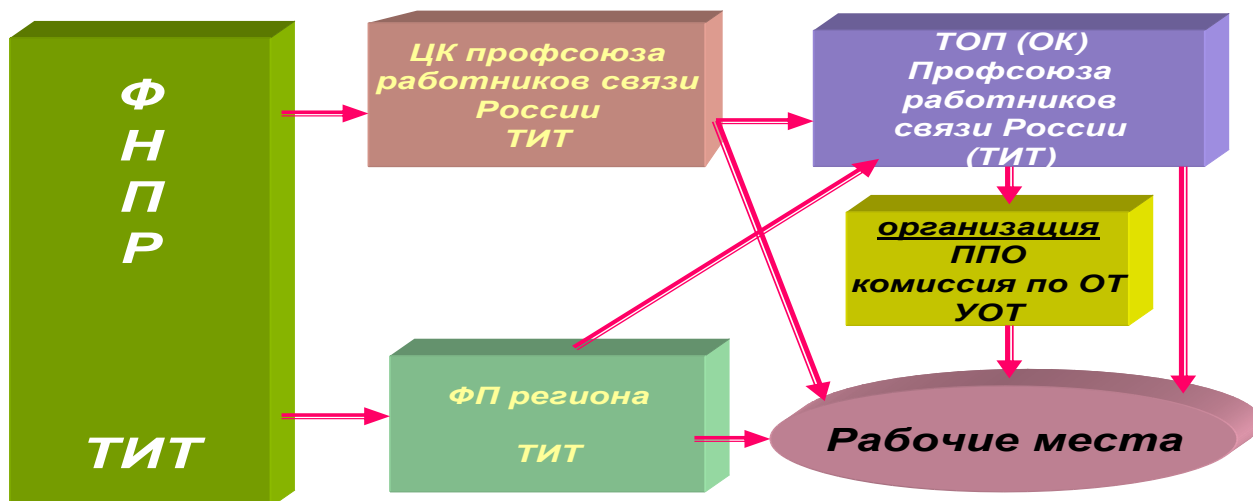 Ф
Н
П
Р
ТИТ
ЦК профсоюза
работников связи
России
ТИТ
ТОП (ОК)
Профсоюза
работников
связи России
(ТИТ)
организация
ППО
комиссия по ОТ
УОТ
ФП региона
ТИТ
Рабочие места